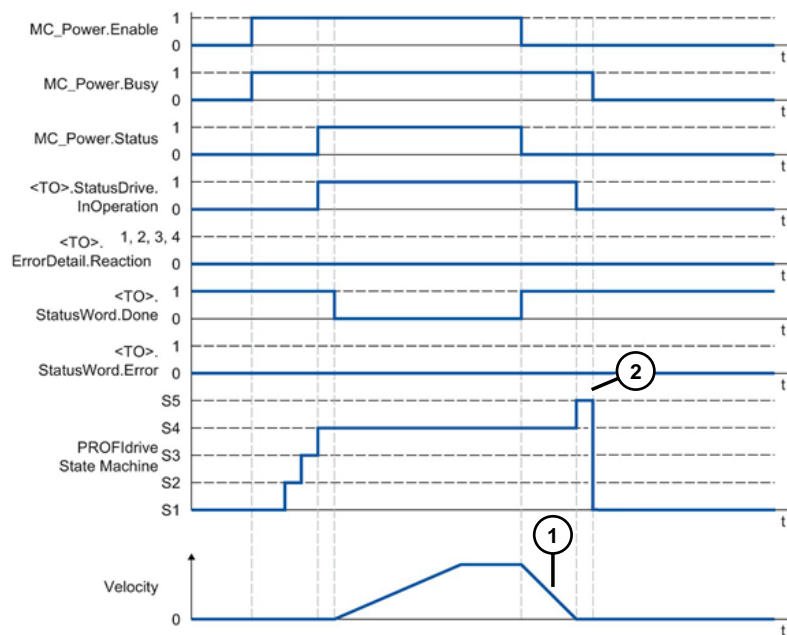 MC_Power.Enable 1
0
t
MC_Power.Busy 1
0
t
MC_Power.Status 1
0
t
<TO>.StatusDrive. 1
InOperation 0
t
<TO>. 1, 2, 3, 4
ErrorDetail.Reaction 0
t
<TO>. 1
StatusWord.Done 0
t
<TO>. 1
StatusWord.Error 0
t
2
S5
S4
PROFIdrive S3
State Machine S2
S1
t
1
Velocity
0
t